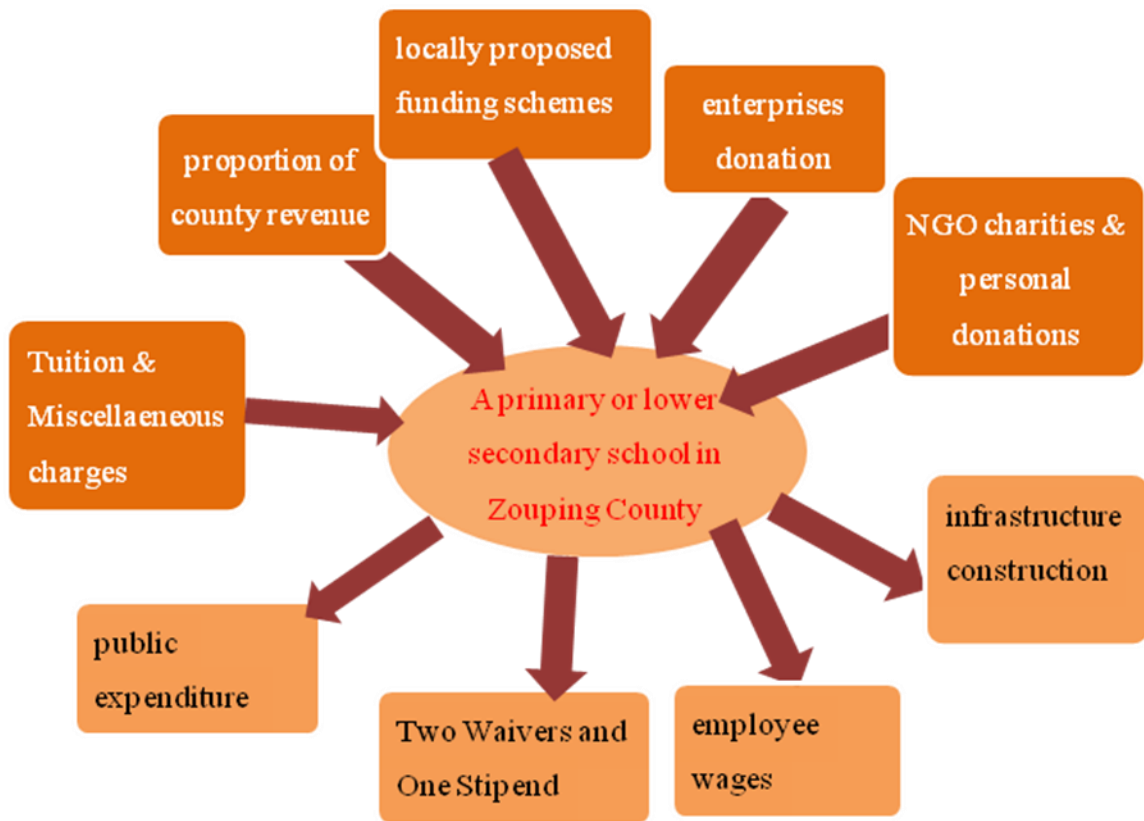 locally proposed
funding schemes
enterprises
donation
proportion of
county revenue
NGO charities &
personal
donations
Tuition &
Miscellaeneous
charges
A primary or lower
secondary school in
Zouping County
infrastructure
construction
public
expenditure
Two Waivers and
One Stipend
employee
wages